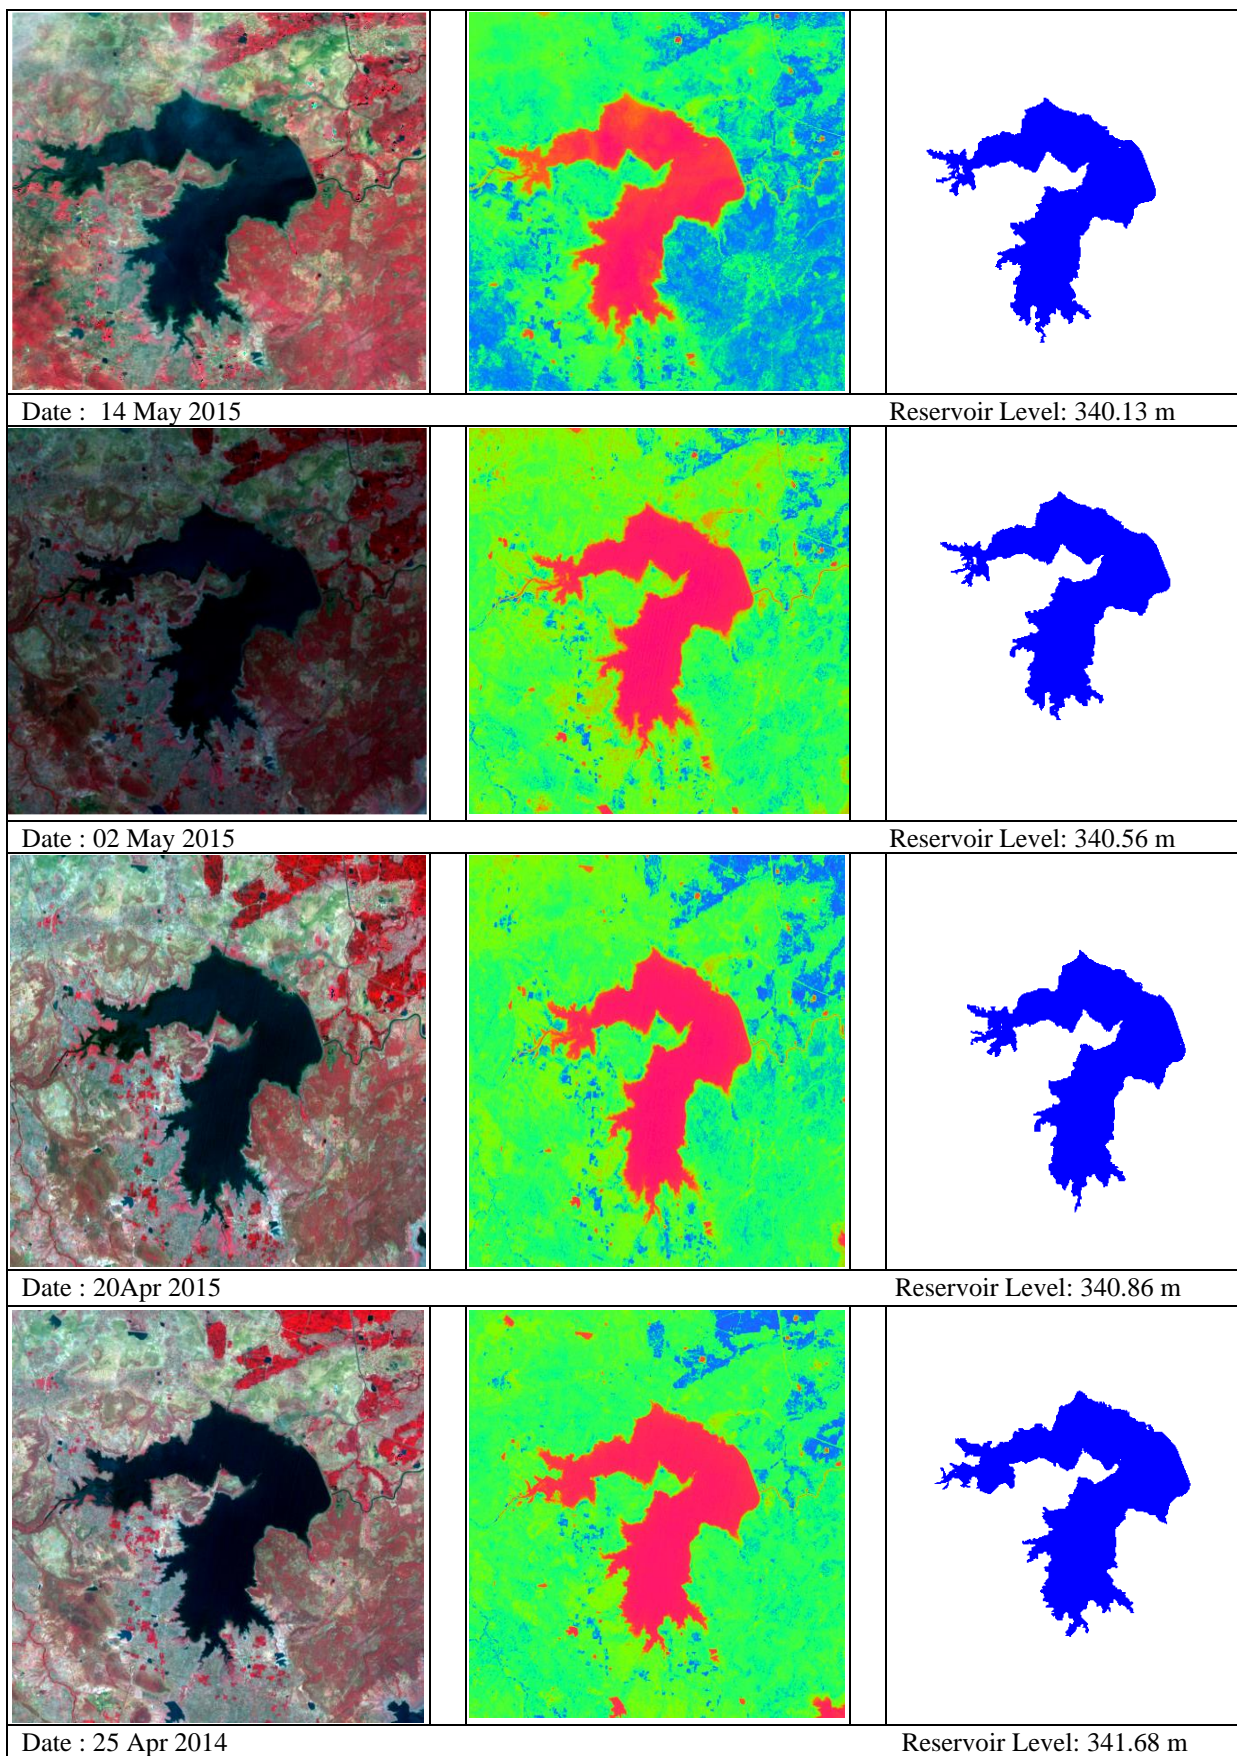 Date :  14 May 2015 Reservoir Level: 340.13 m
Date : 02 May 2015 Reservoir Level: 340.56 m
Date : 20Apr 2015 Reservoir Level: 340.86 m
Date : 25 Apr 2014 Reservoir Level: 341.68 m